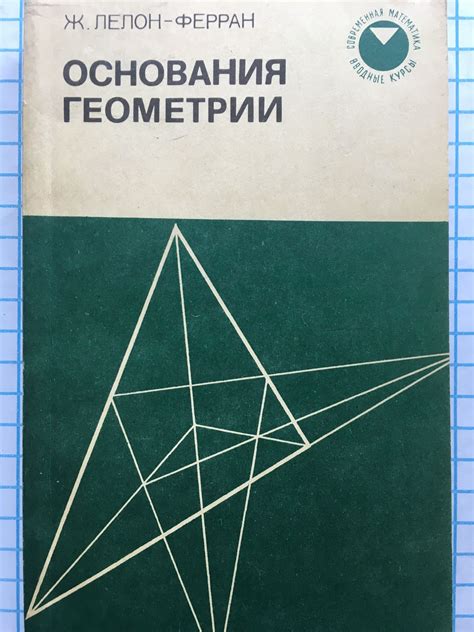 Ж. ЛЕЛОН-ФЕРРАН
СОВРЕМЕННАЯ МАТЕМАТИКА
ВВОДНЫЕ КУРСЫ
ОСНОВАНИЯ
ГЕОМЕТРИИ